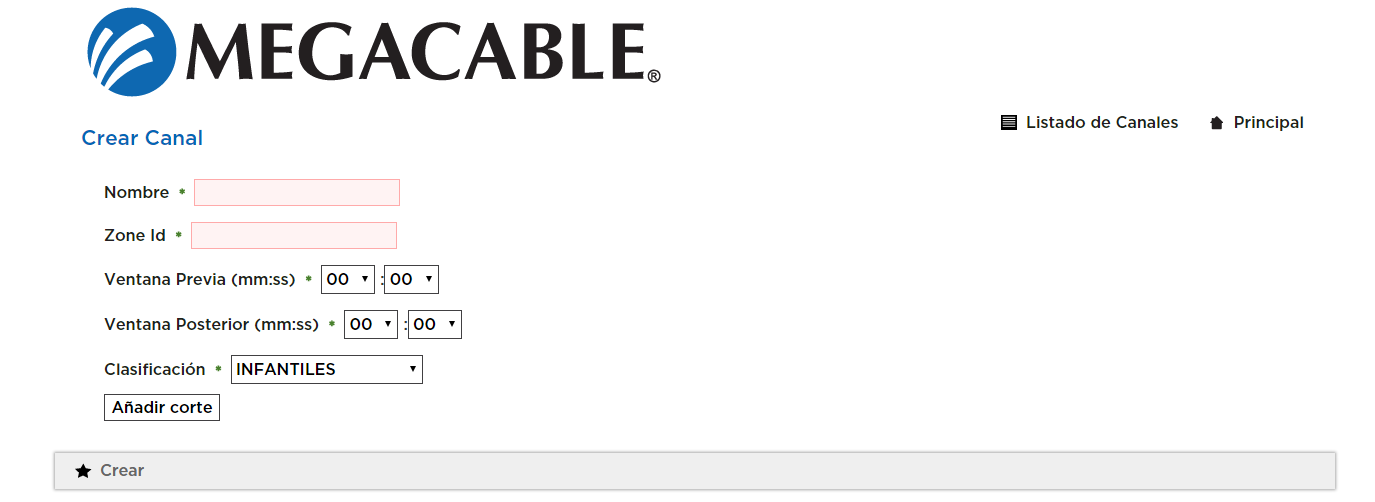 MEGACABLE®
Listado de Canales Principal
Crear Canal
Nombre *
Zone Id *
Ventana Previa (mm:ss) * 00 : 00
Ventana Posterior (mm:ss) * 00 : 00
Clasificación * INFANTILES
Añadir corte
Crear